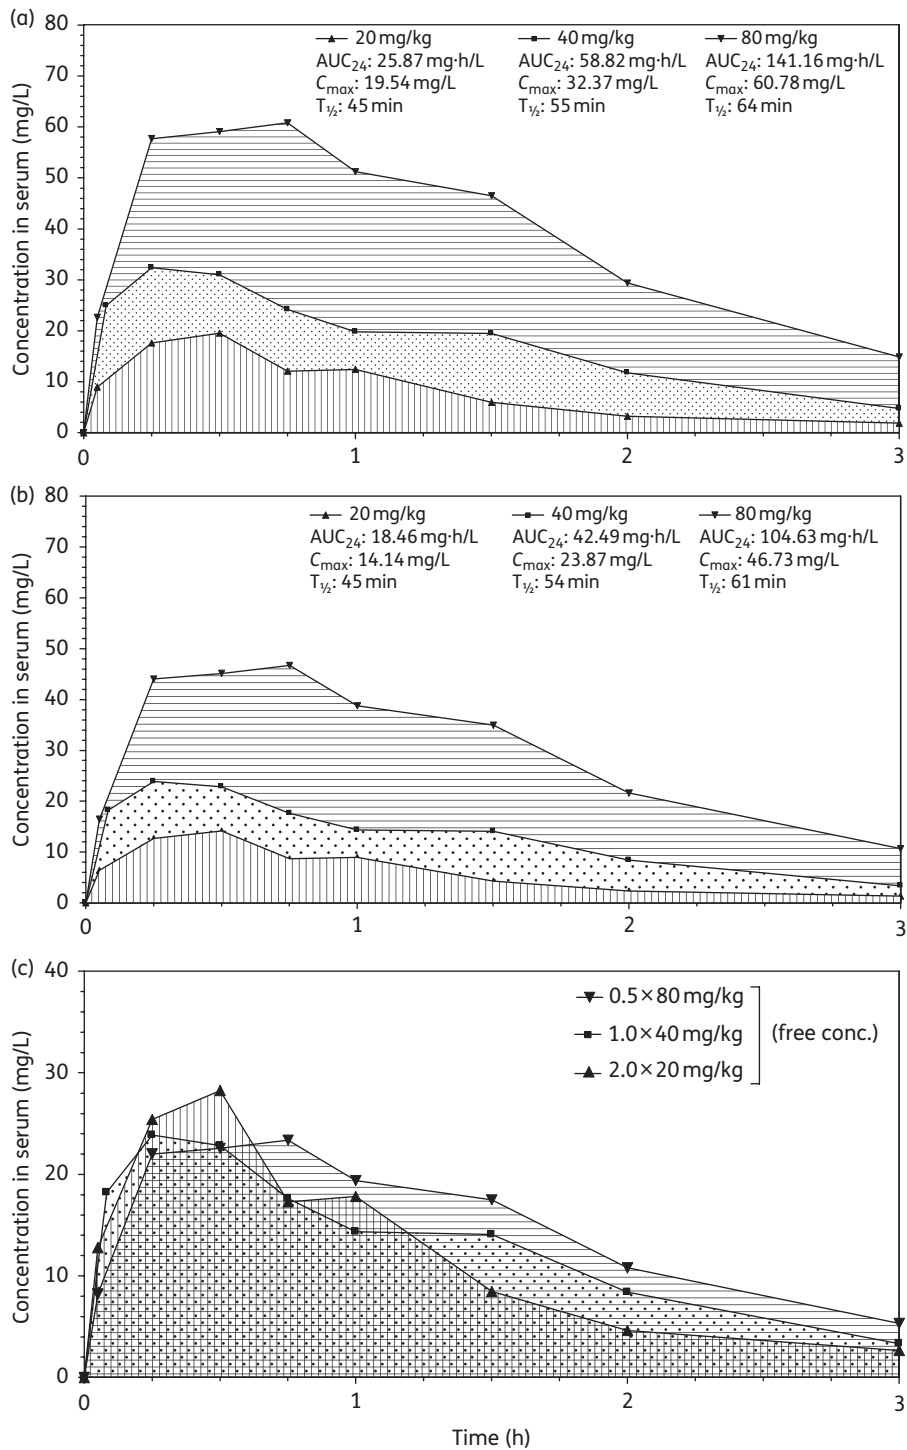 (a)
80
70
60
50
40
30
20
10
0
Concentration in serum (mg/L)
20 mg/kg 40 mg/kg 80 mg/kg
AUC₂₄: 25.87 mg·h/L AUC₂₄: 58.82 mg·h/L AUC₂₄: 141.16 mg·h/L
Cmax: 19.54 mg/L Cmax: 32.37 mg/L Cmax: 60.78 mg/L
T½: 45 min T½: 55 min T½: 64 min
0 1 2 3
(b)
80
70
60
50
40
30
20
10
0
Concentration in serum (mg/L)
20 mg/kg 40 mg/kg 80 mg/kg
AUC₂₄: 18.46 mg·h/L AUC₂₄: 42.49 mg·h/L AUC₂₄: 104.63 mg·h/L
Cmax: 14.14 mg/L Cmax: 23.87 mg/L Cmax: 46.73 mg/L
T½: 45 min T½: 54 min T½: 61 min
0 1 2 3
(c)
40
30
20
10
0
Concentration in serum (mg/L)
0.5×80 mg/kg
1.0×40 mg/kg (free conc.)
2.0×20 mg/kg
0 1 2 3
Time (h)